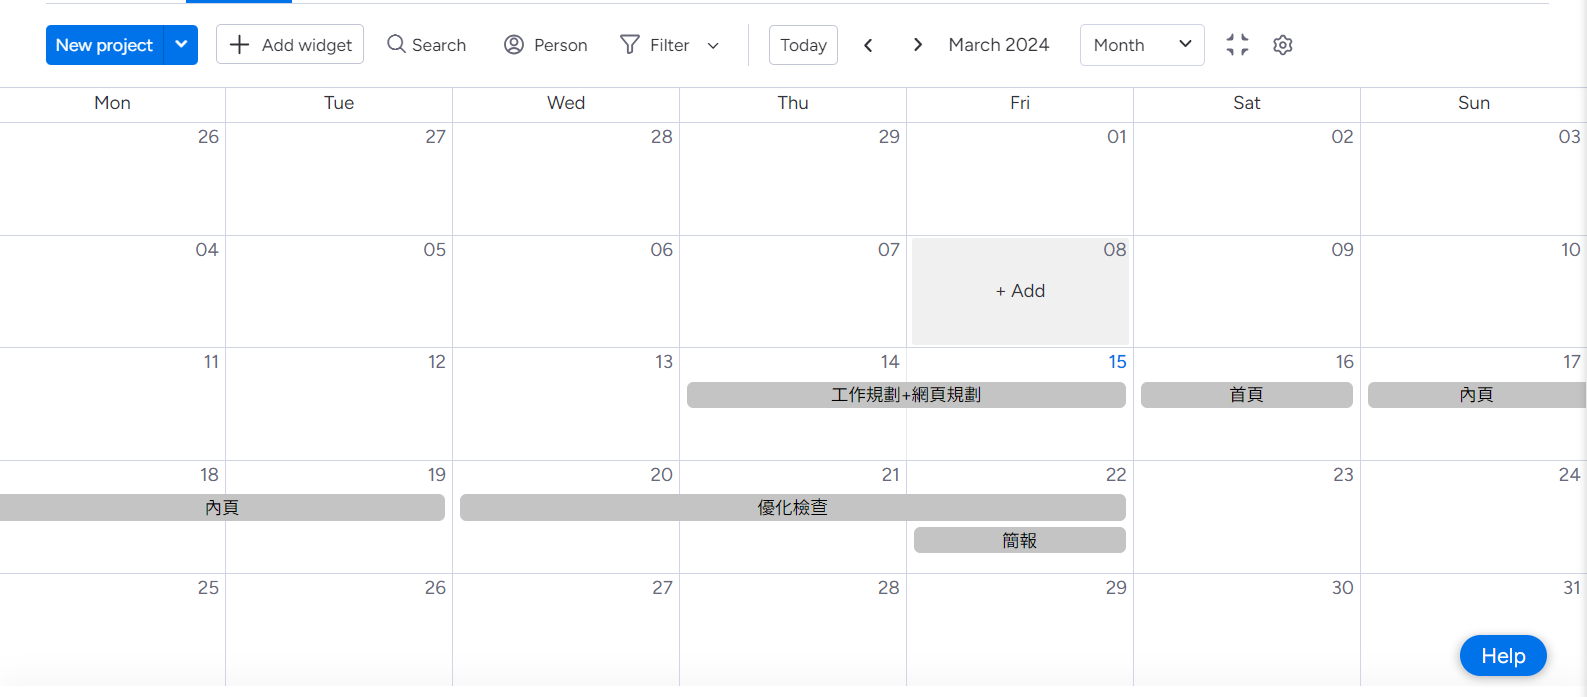 New project Add widget Search Person Filter Today March 2024 Month
Mon Tue Wed Thu Fri Sat Sun
26 27 28 29 01 02 03
04 05 06 07 08 09 10
+ Add
11 12 13 14 15 16 17
工作規劃+網頁規劃 首頁 內頁
18 19 20 21 22 23 24
內頁 優化檢查
簡報
25 26 27 28 29 30 31
Help